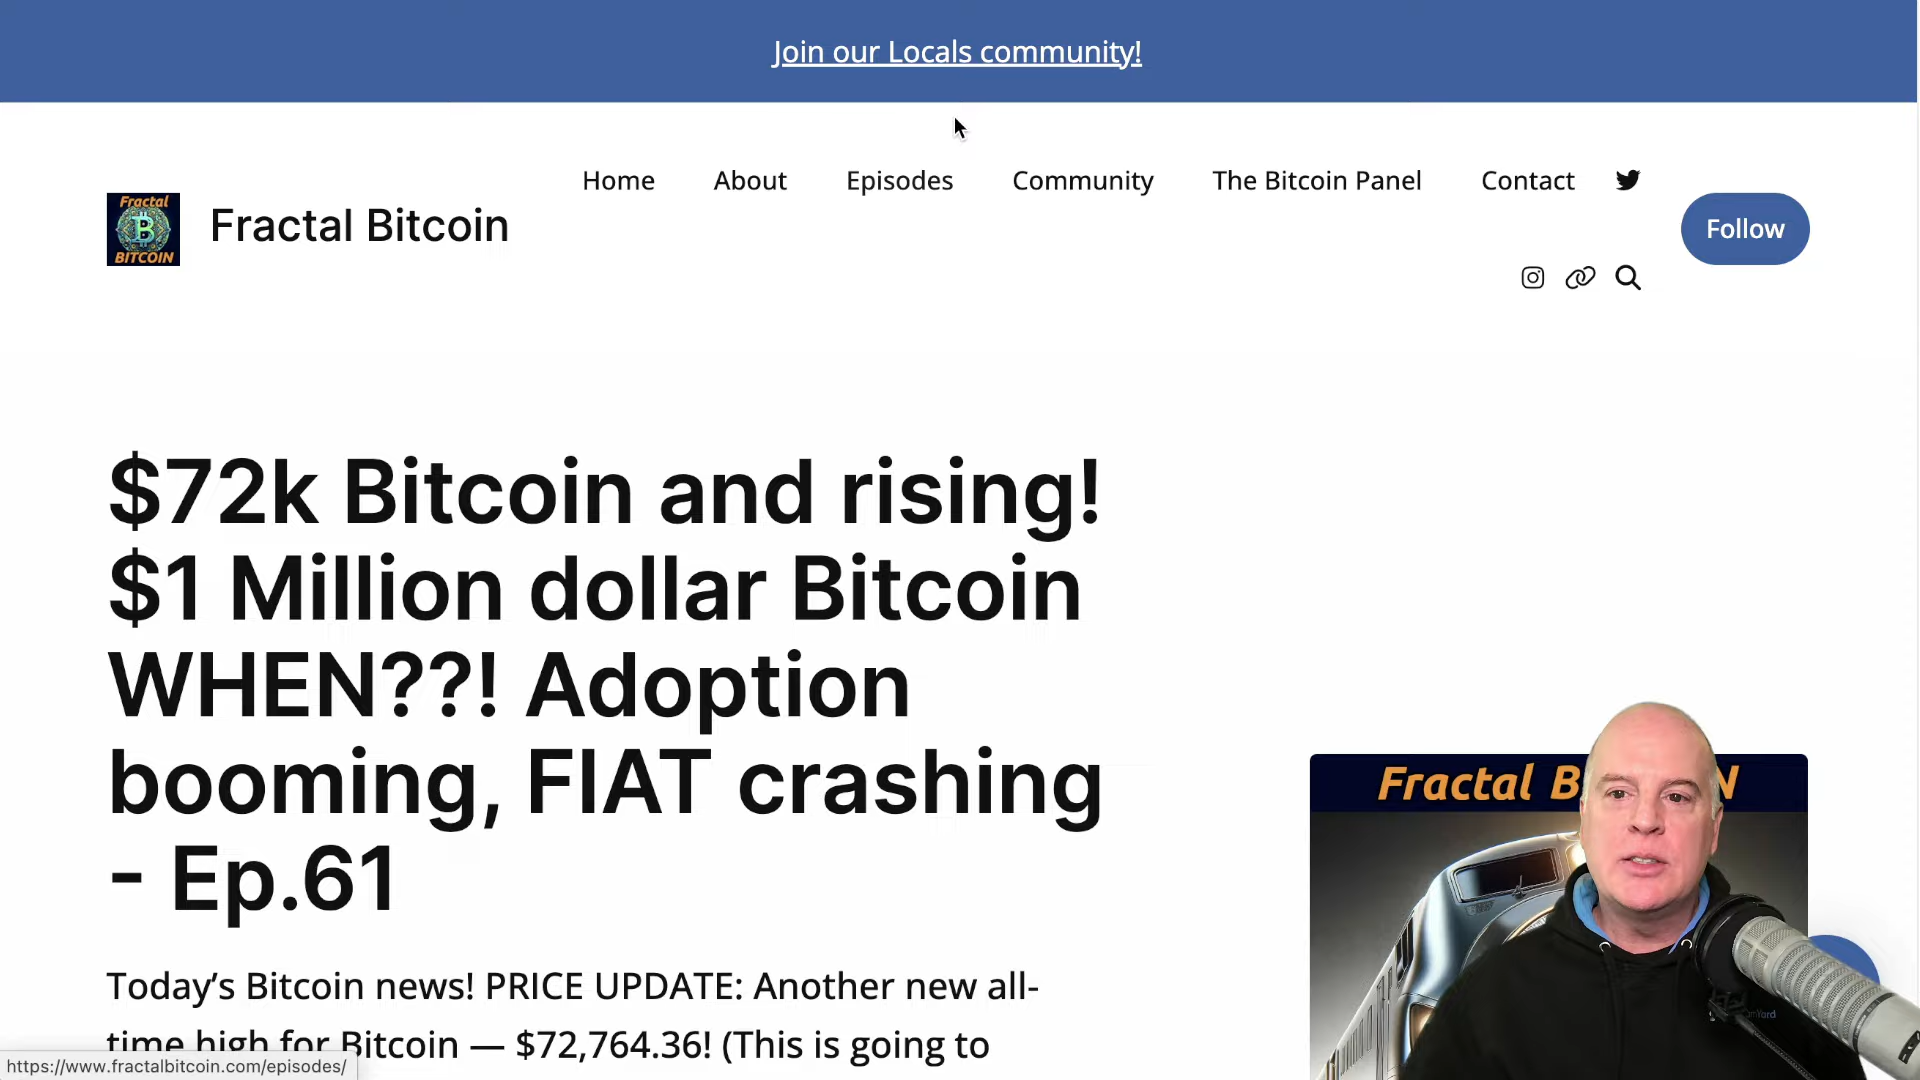 Join our Locals community!
Home About Episodes Community The Bitcoin Panel Contact
Fractal
BITCOIN
Fractal Bitcoin
Follow
$72k Bitcoin and rising!
$1 Million dollar Bitcoin
WHEN??! Adoption
booming, FIAT crashing
- Ep.61
Fractal B N
Today’s Bitcoin news! PRICE UPDATE: Another new all-
time high for Bitcoin — $72,764.36! (This is going to
https://www.fractalbitcoin.com/episodes/